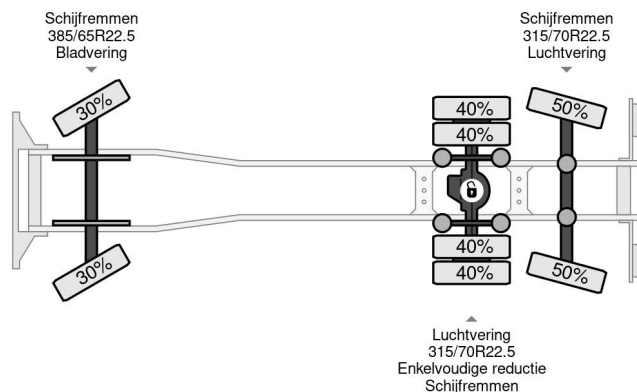 Schijfremmen
385/65R22.5
Bladvering
Schijfremmen
315/70R22.5
Luchtvering
30%
40%
40%
50%
30%
40%
40%
50%
Luchtvering
315/70R22.5
Enkelvoudige reductie
Schijfremmen